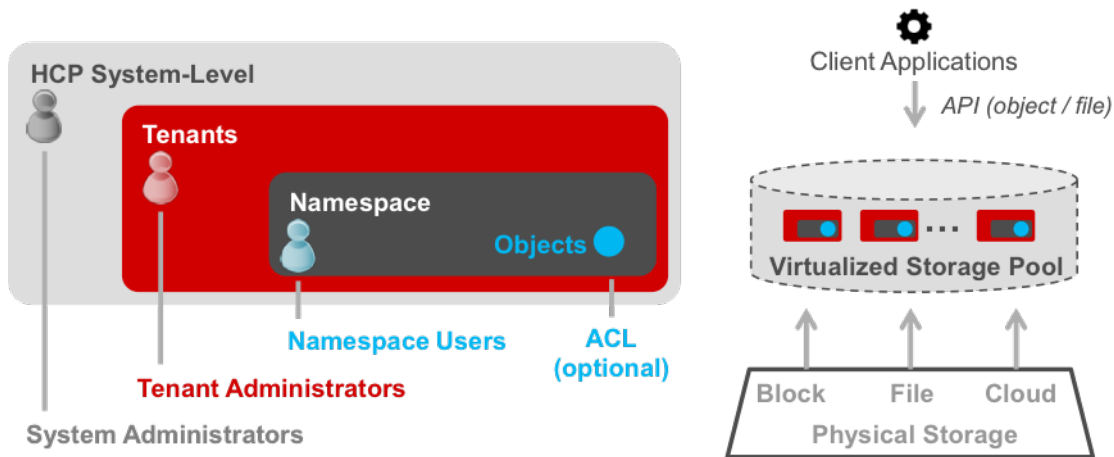 HCP System-Level
Tenants
Namespace
Objects
Namespace Users
ACL
(optional)
Tenant Administrators
System Administrators
Client Applications
API (object / file)
...
Virtualized Storage Pool
Block File Cloud
Physical Storage